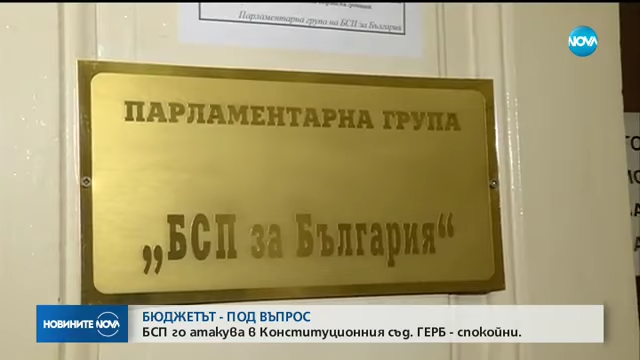 Парламентарна група на БСП за България
NOVA
ПАРЛАМЕНТАРНА ГРУПА
„БСП за България“
НОВИНИТЕ NOVA
БЮДЖЕТЪТ - ПОД ВЪПРОС
БСП го атакува в Конституционния съд. ГЕРБ - спокойни.